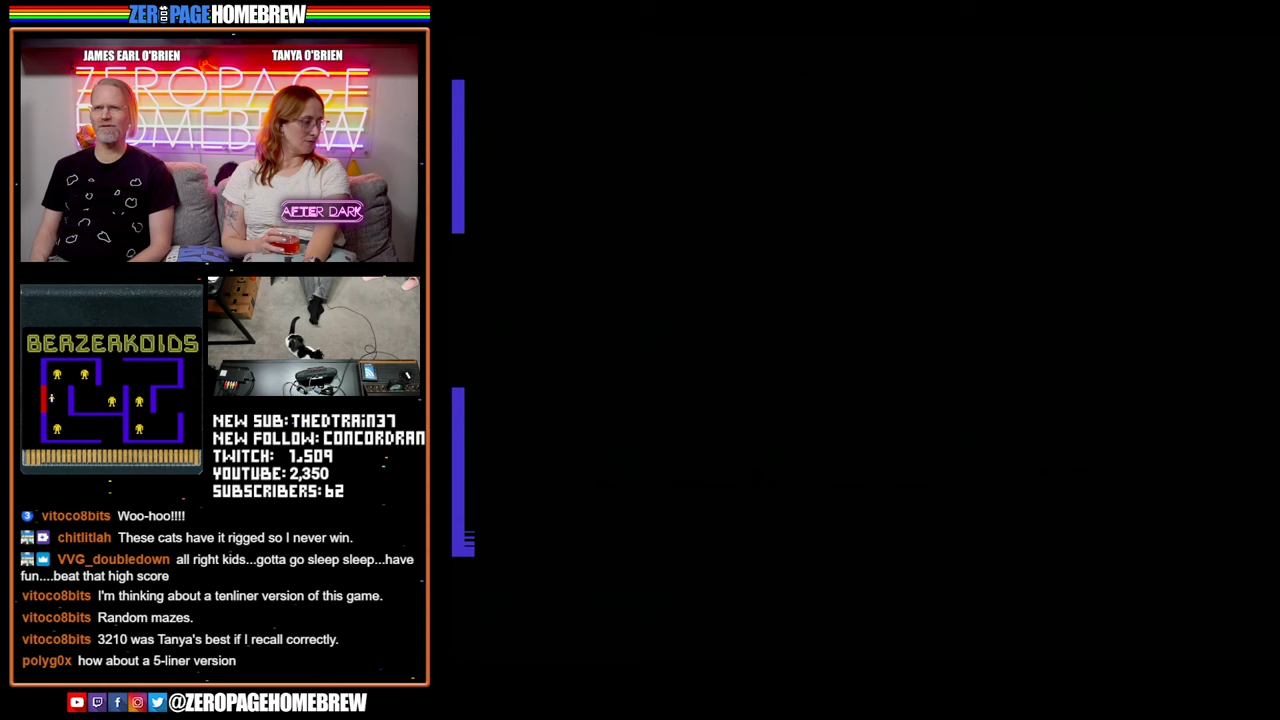 ZEROPAGEHOMEBREW
JAMES EARL O'BRIEN
TANYA O'BRIEN
ZEROPAGE
HOMEBREW
AFTER DARK
BERZERKOIDS
NEW SUB: THEDTRAIN37
NEW FOLLOW: CONCORDRAN
TWITCH: 1,509
YOUTUBE: 2,350
SUBSCRIBERS: 62
3 vitoco8bits Woo-hoo!!!!
chitlitlah These cats have it rigged so I never win.
VVG_doubledown all right kids...gotta go sleep sleep...have
fun....beat that high score
vitoco8bits I'm thinking about a tenliner version of this game.
vitoco8bits Random mazes.
vitoco8bits 3210 was Tanya's best if I recall correctly.
polyg0x how about a 5-liner version
@ZEROPAGEHOMEBREW